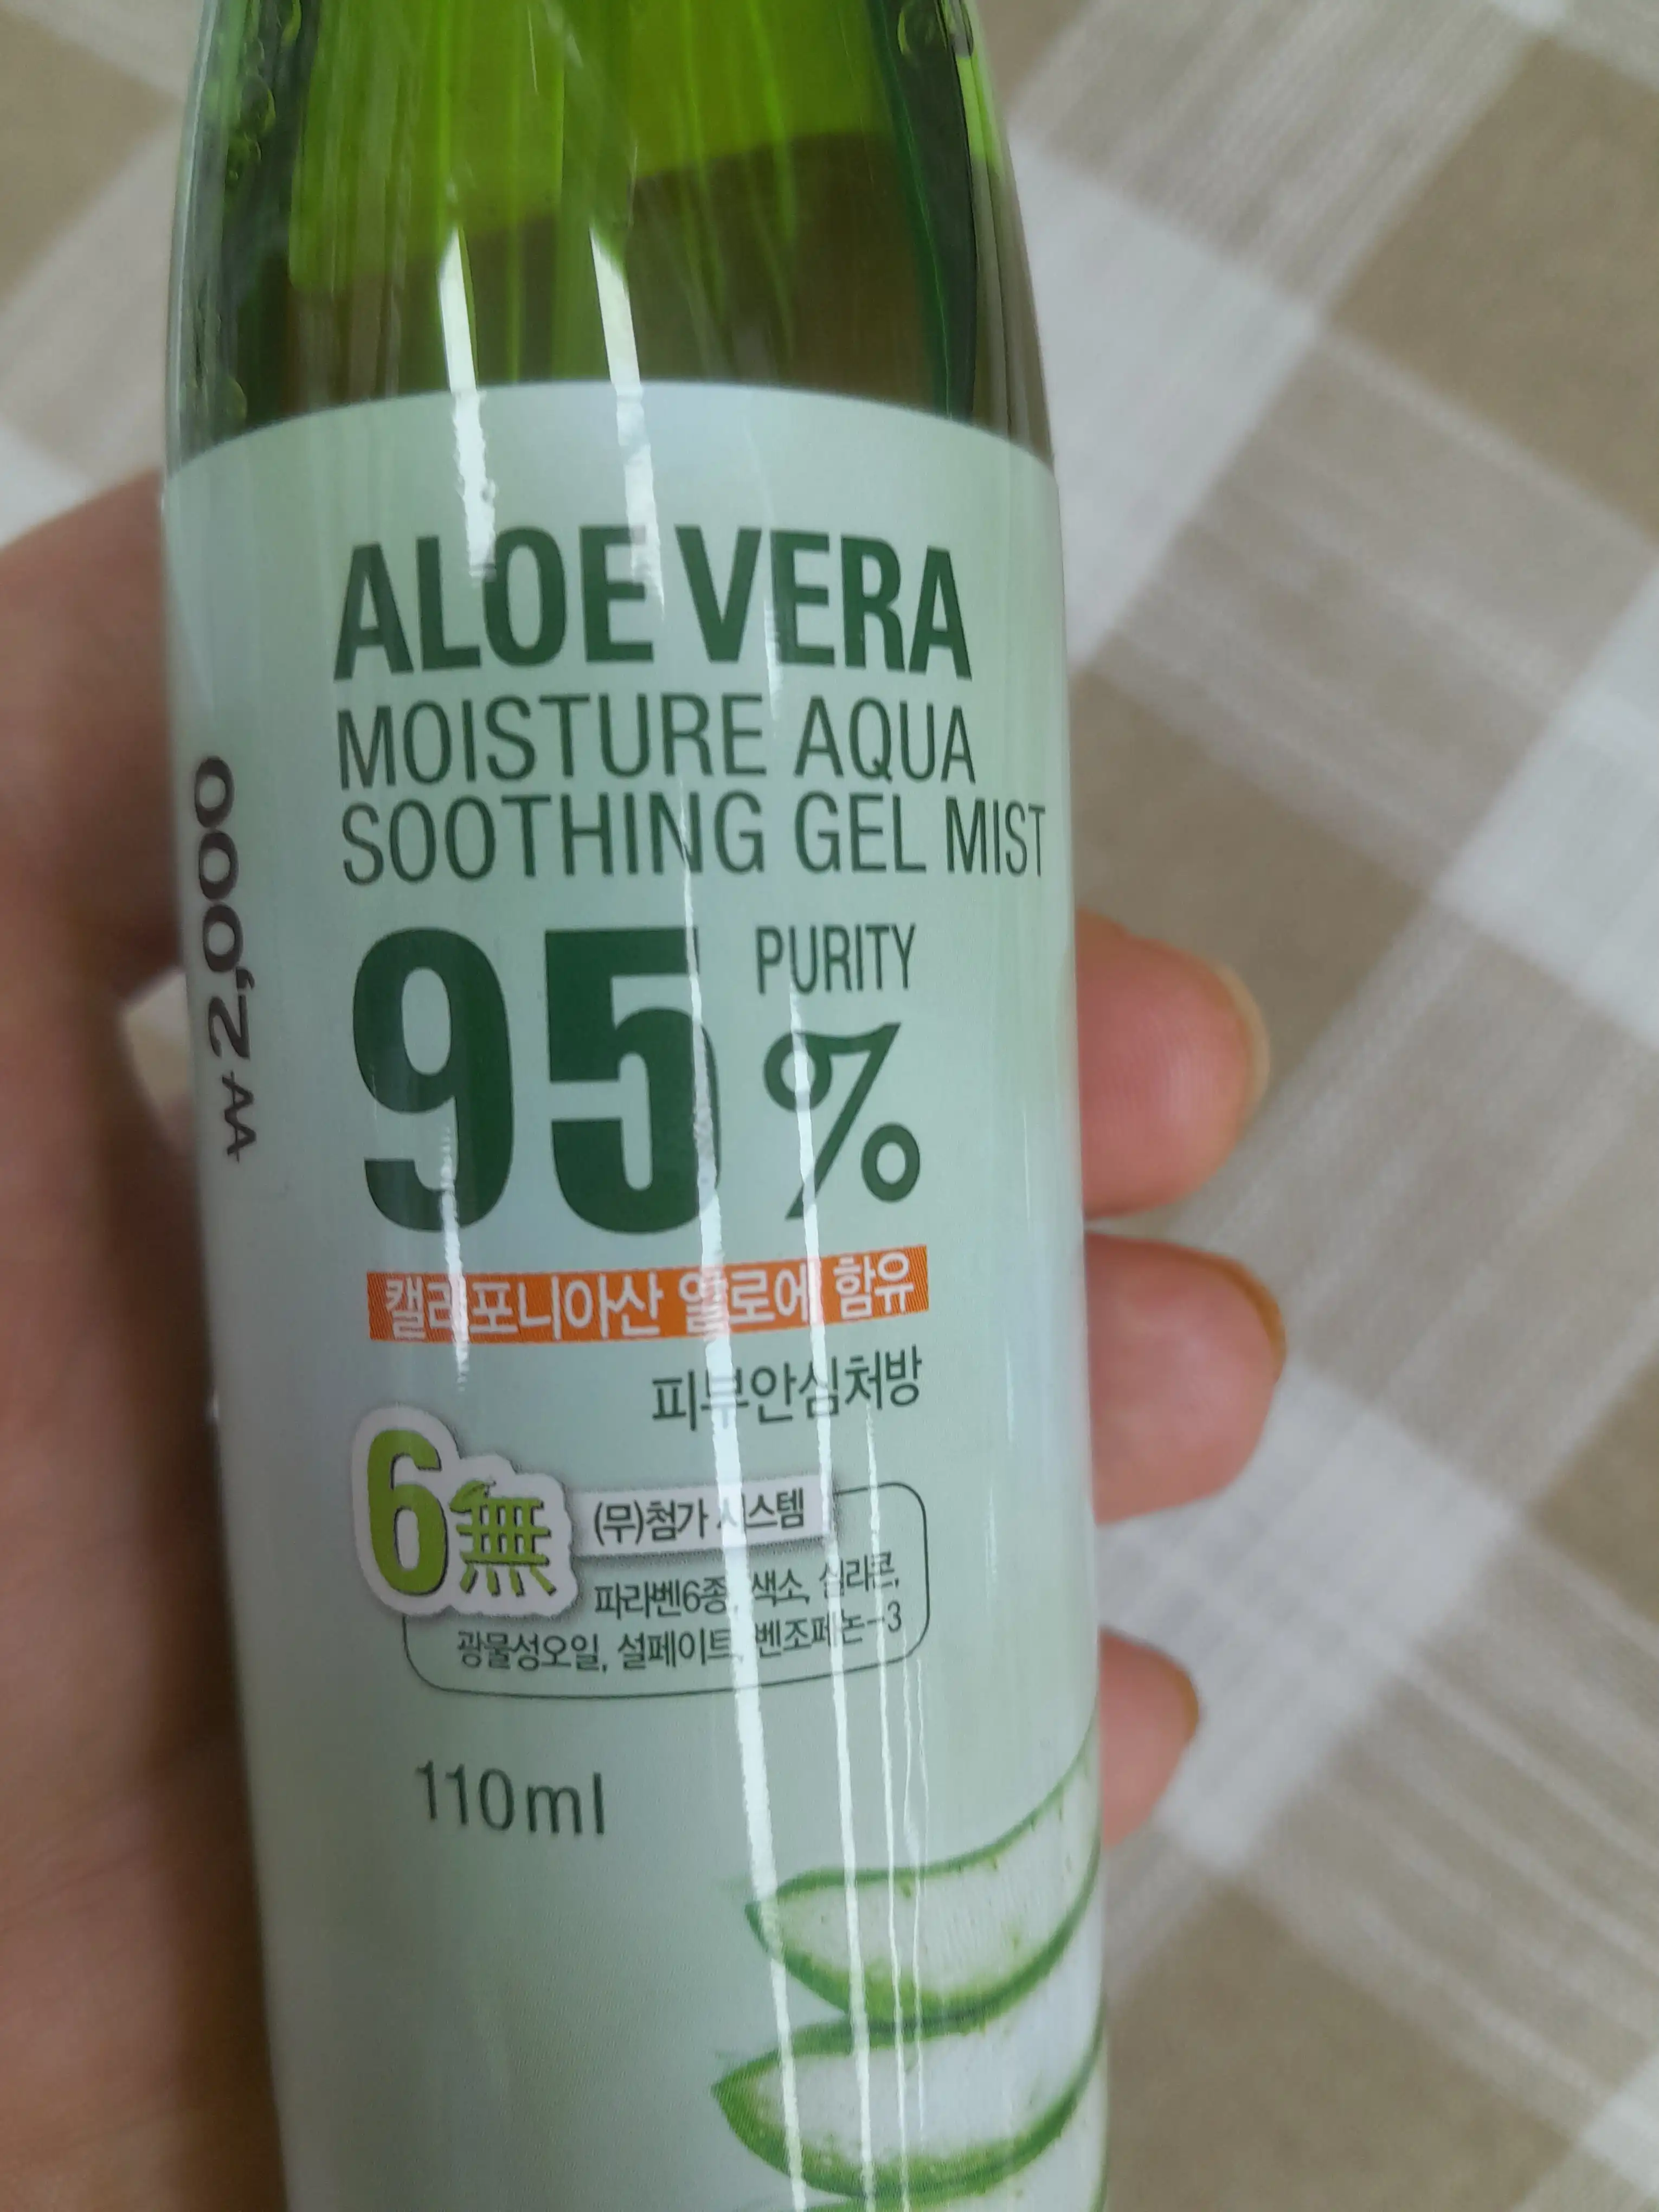 ALOE VERA
MOISTURE AQUA
SOOTHING GEL MIST
95 PURITY %
캘리포니아산 알로에 함유
피부안심처방
6無 (무)첨가 시스템
파라벤6종, 색소, 실리콘,
광물성오일, 설페이트, 벤조페논-3
110ml
₩2,000